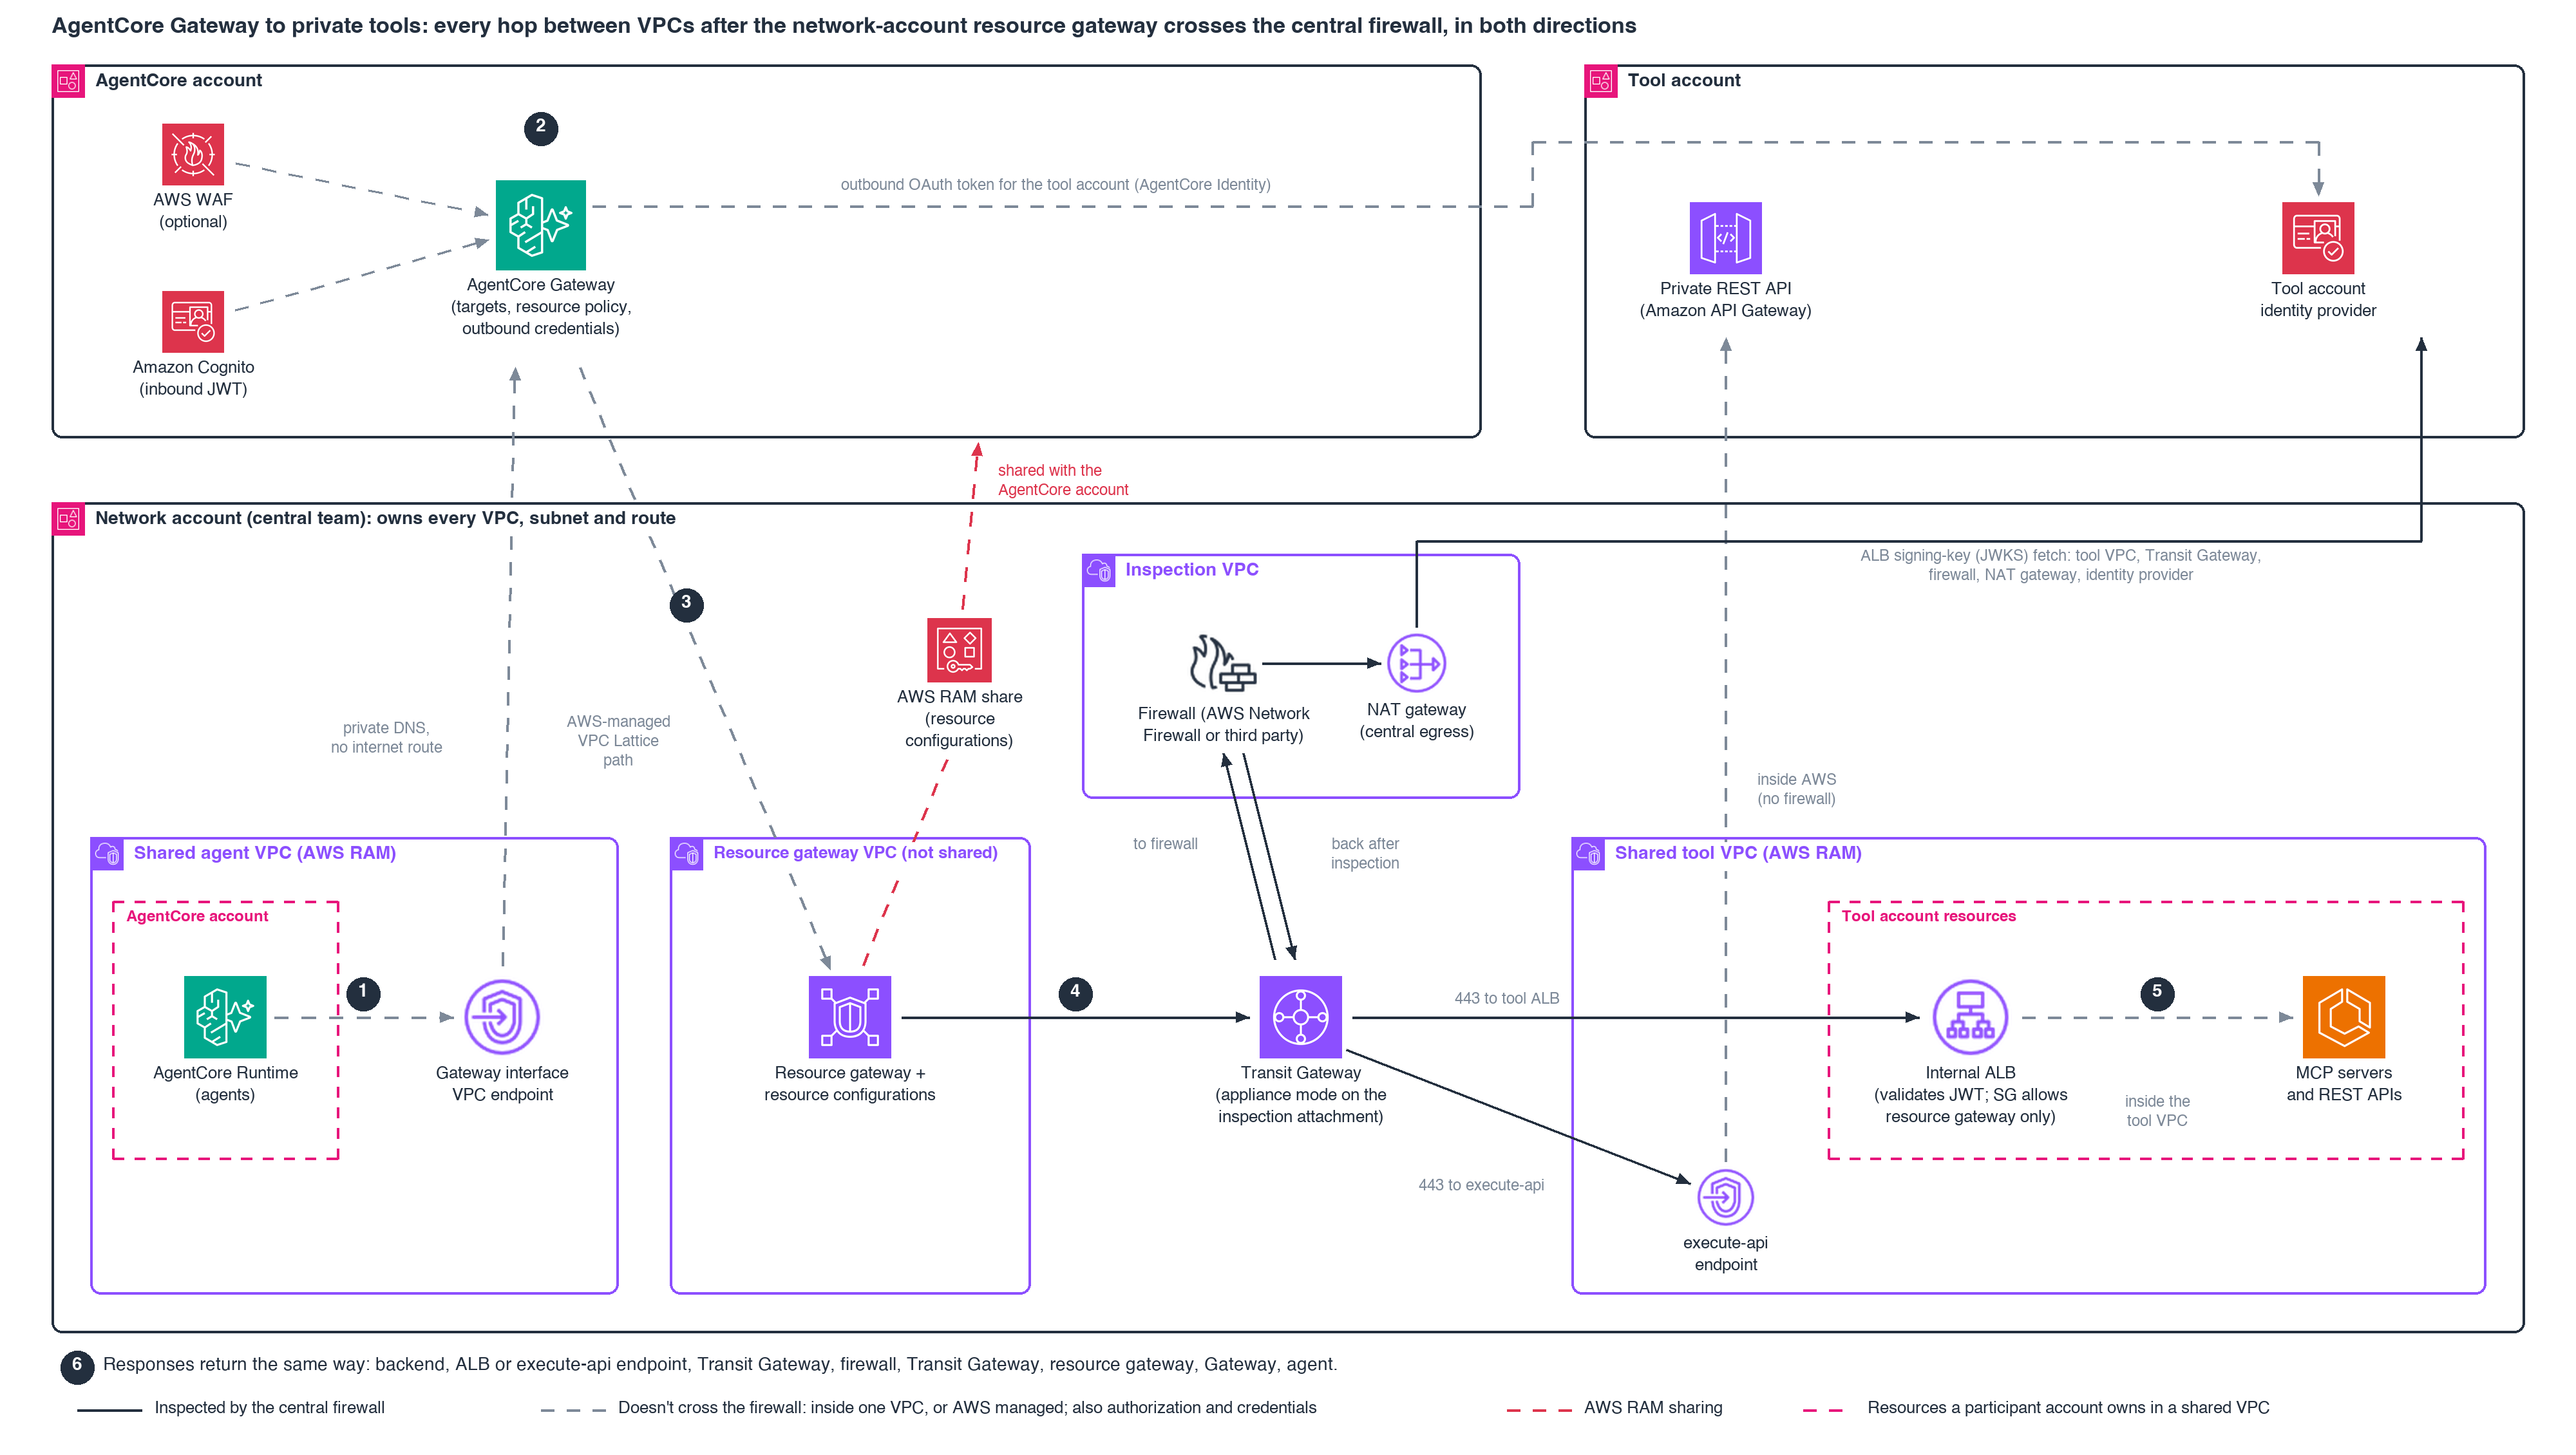 AgentCore Gateway to private tools: every hop between VPCs after the network-account resource gateway crosses the central firewall, in both directions
AgentCore account
2
AWS WAF
(optional)
Amazon Cognito
(inbound JWT)
AgentCore Gateway
(targets, resource policy,
outbound credentials)
outbound OAuth token for the tool account (AgentCore Identity)
Tool account
Private REST API
(Amazon API Gateway)
Tool account
identity provider
shared with the
AgentCore account
Network account (central team): owns every VPC, subnet and route
3
private DNS,
no internet route
AWS-managed
VPC Lattice
path
AWS RAM share
(resource
configurations)
Inspection VPC
Firewall (AWS Network
Firewall or third party)
NAT gateway
(central egress)
ALB signing-key (JWKS) fetch: tool VPC, Transit Gateway,
firewall, NAT gateway, identity provider
to firewall
back after
inspection
inside AWS
(no firewall)
Shared agent VPC (AWS RAM)
AgentCore account
AgentCore Runtime
(agents)
1
Gateway interface
VPC endpoint
Resource gateway VPC (not shared)
Resource gateway +
resource configurations
4
Transit Gateway
(appliance mode on the
inspection attachment)
443 to tool ALB
443 to execute-api
Shared tool VPC (AWS RAM)
Tool account resources
Internal ALB
(validates JWT; SG allows
resource gateway only)
5
inside the
tool VPC
MCP servers
and REST APIs
execute-api
endpoint
6 Responses return the same way: backend, ALB or execute-api endpoint, Transit Gateway, firewall, Transit Gateway, resource gateway, Gateway, agent.
Inspected by the central firewall
Doesn't cross the firewall: inside one VPC, or AWS managed; also authorization and credentials
AWS RAM sharing
Resources a participant account owns in a shared VPC